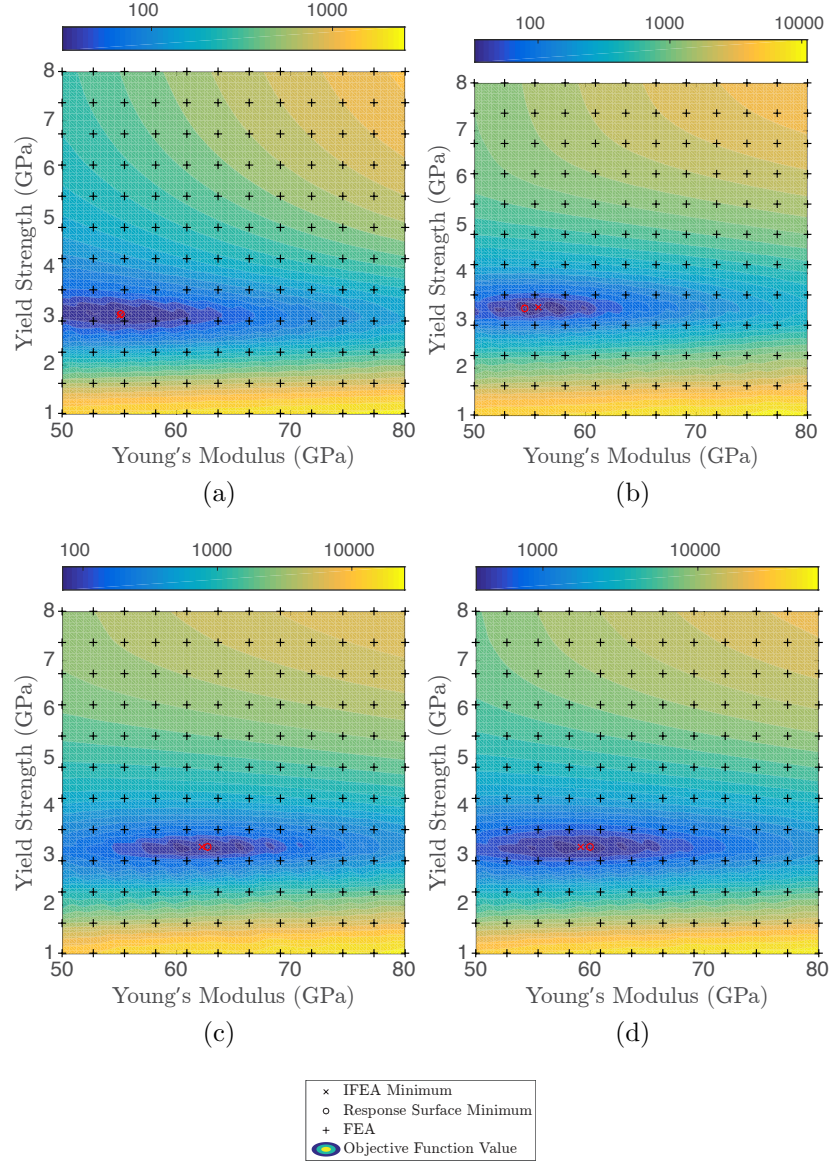 100 1000
100 1000 10000
8
7
6
5
4
3
2
1
Yield Strength (GPa)
50 60 70 80
Young's Modulus (GPa)
(a)
8
7
6
5
4
3
2
1
Yield Strength (GPa)
50 60 70 80
Young's Modulus (GPa)
(b)
100 1000 10000
1000 10000
8
7
6
5
4
3
2
1
Yield Strength (GPa)
50 60 70 80
Young's Modulus (GPa)
(c)
8
7
6
5
4
3
2
1
Yield Strength (GPa)
50 60 70 80
Young's Modulus (GPa)
(d)
IFEA Minimum
Response Surface Minimum
FEA
Objective Function Value